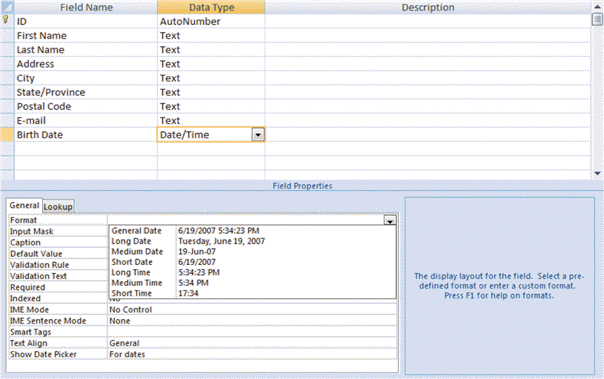 Field Name Data Type Description
ID AutoNumber
First Name Text
Last Name Text
Address Text
City Text
State/Province Text
Postal Code Text
E-mail Text
Birth Date Date/Time
Field Properties
General Lookup
Format
Input Mask
Caption
Default Value
Validation Rule
Validation Text
Required
Indexed No
IME Mode No Control
IME Sentence Mode None
Smart Tags
Text Align General
Show Date Picker For dates
General Date 6/19/2007 5:34:23 PM
Long Date Tuesday, June 19, 2007
Medium Date 19-Jun-07
Short Date 6/19/2007
Long Time 5:34:23 PM
Medium Time 5:34 PM
Short Time 17:34
The display layout for the field. Select a pre-
defined format or enter a custom format.
Press F1 for help on formats.